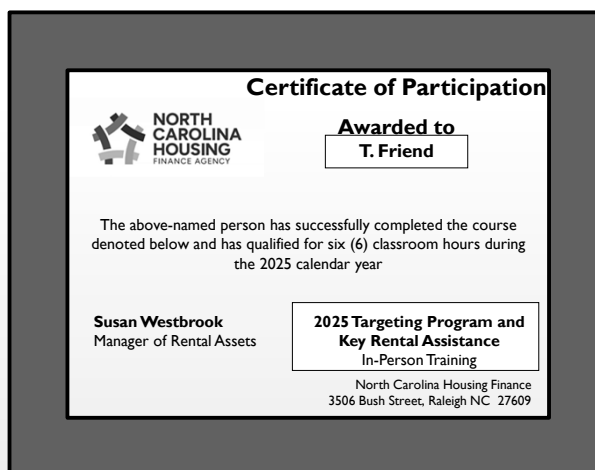 Certificate of Participation
NORTH
CAROLINA
HOUSING
FINANCE AGENCY
Awarded to
T. Friend
The above-named person has successfully completed the course
denoted below and has qualified for six (6) classroom hours during
the 2025 calendar year
Susan Westbrook
Manager of Rental Assets
2025 Targeting Program and
Key Rental Assistance
In-Person Training
North Carolina Housing Finance
3506 Bush Street, Raleigh NC  27609